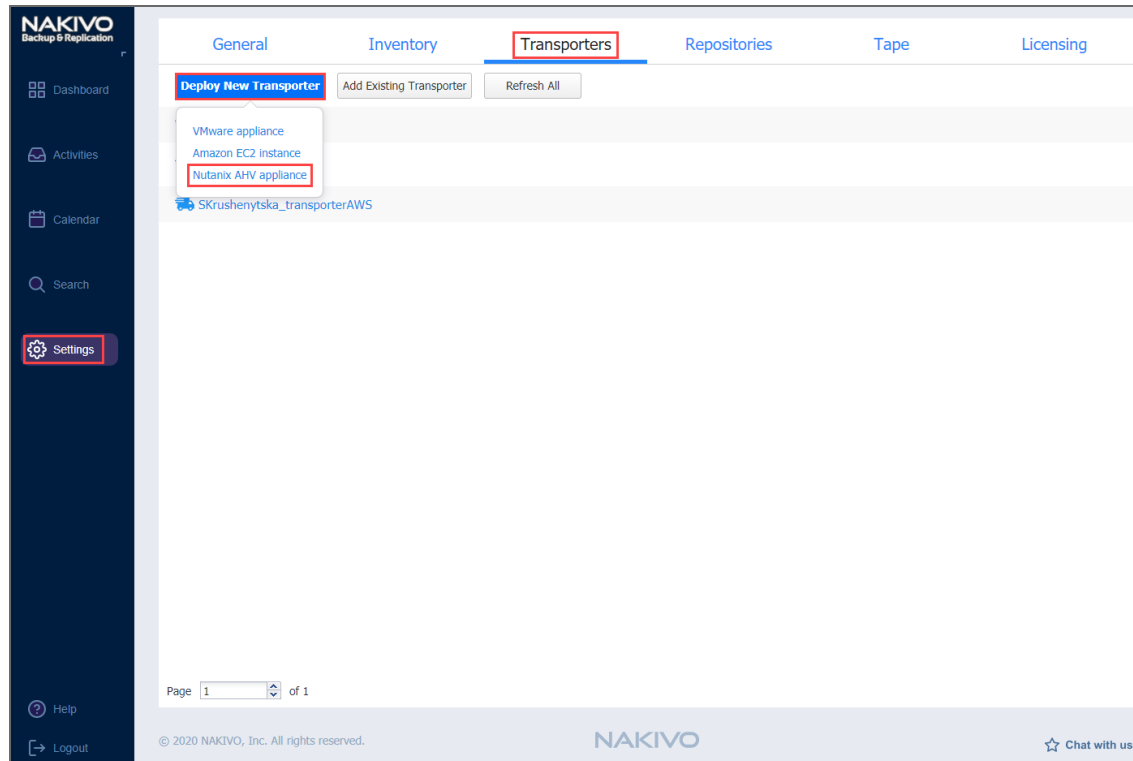 NAKIVO
Backup & Replication
General
Inventory
Transporters
Repositories
Tape
Licensing
Dashboard
Deploy New Transporter
Add Existing Transporter
Refresh All
VMware appliance
Amazon EC2 instance
Nutanix AHV appliance
Activities
SKrushenytska_transporterAWS
Calendar
Search
Settings
Page 1 of 1
Help
Logout
© 2020 NAKIVO, Inc. All rights reserved.
NAKIVO
Chat with us